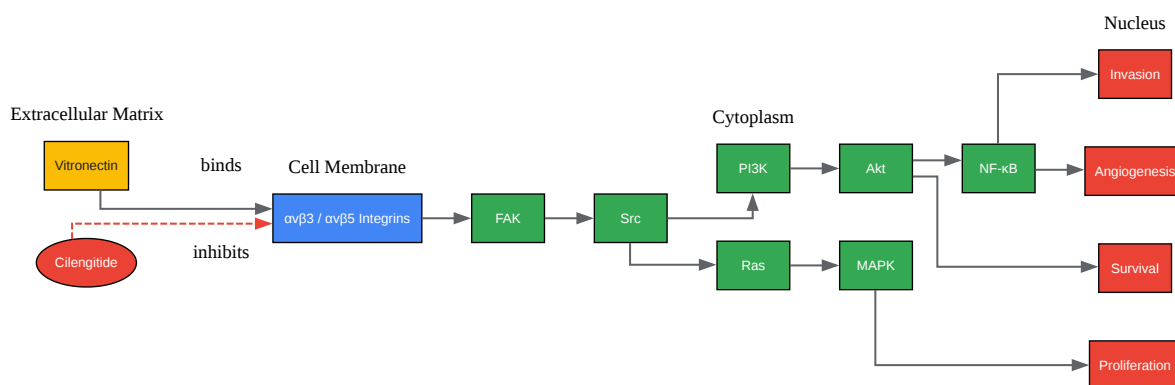 Nucleus
Invasion
Extracellular Matrix
Cytoplasm
Vitronectin
binds
Cell Membrane
PI3K
Akt
NF-κB
Angiogenesis
αvβ3 / αvβ5 Integrins
FAK
Src
inhibits
Cilengitide
Ras
MAPK
Survival
Proliferation